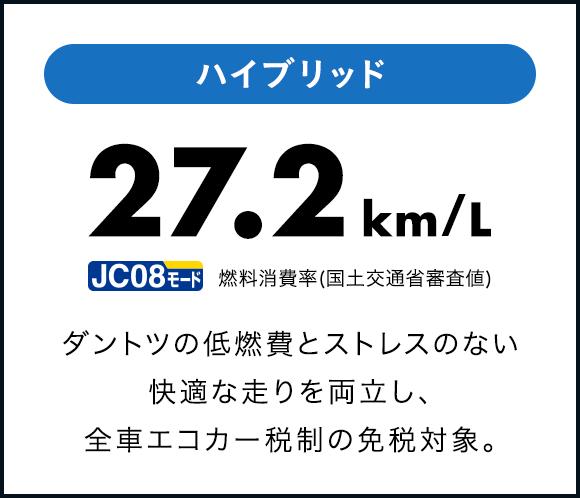 ハイブリッド
27.2 km/L
JC08モード 燃料消費率(国土交通省審査値)
ダントツの低燃費とストレスのない
快適な走りを両立し、
全車エコカー税制の免税対象。